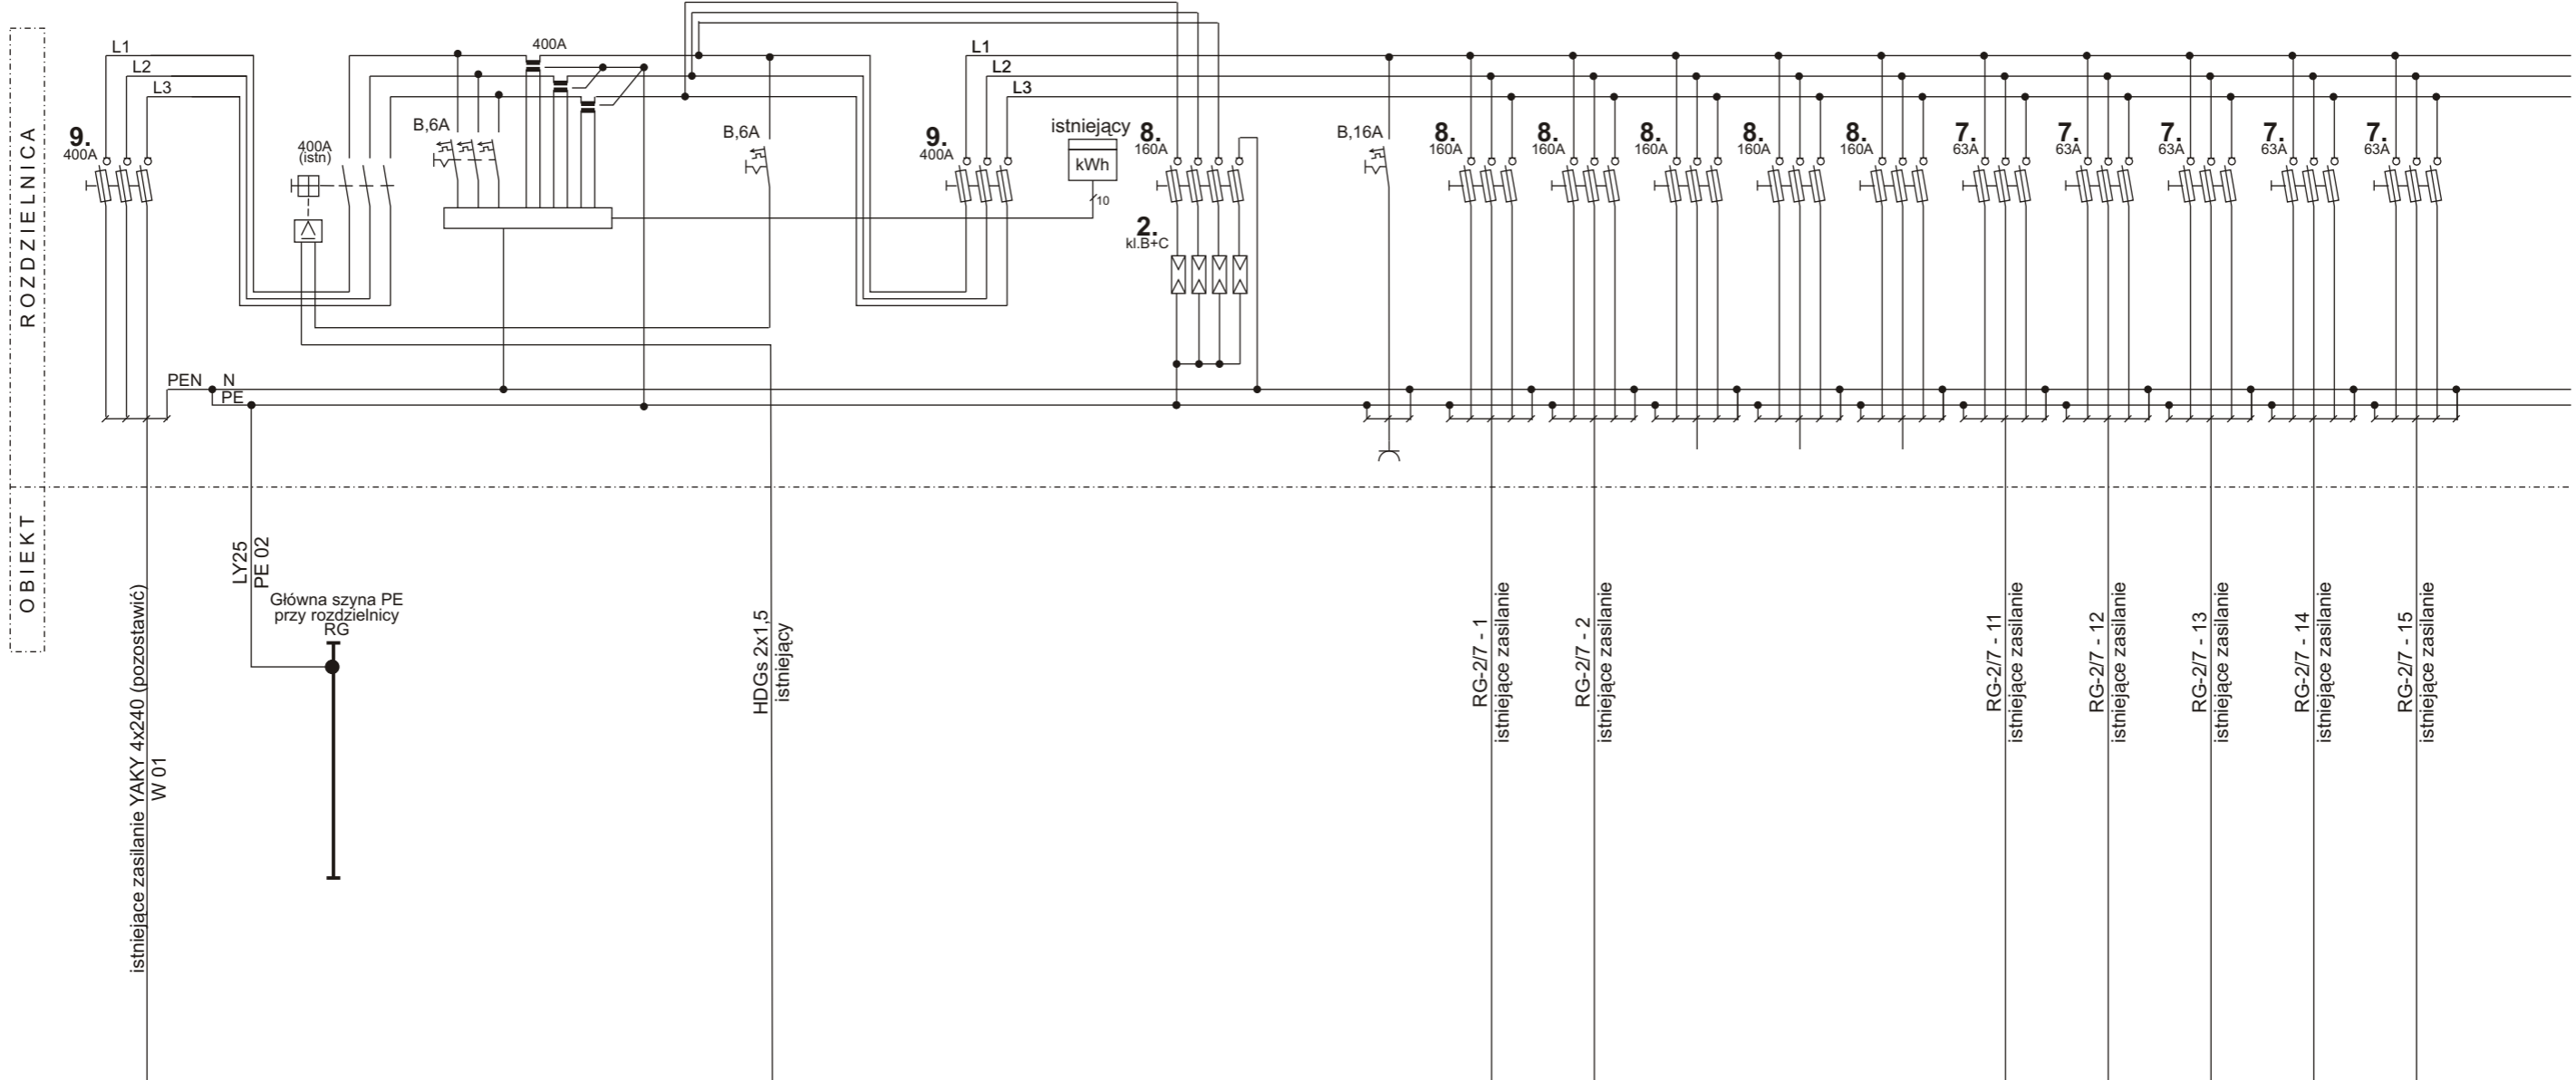 ROZDZIELNICA
OBIEKT
L1
L2
L3
9.
400A
400A
(istn)
B,6A
400A
B,6A
9.
400A
L1
L2
L3
istniejący
kWh
10
8.
160A
2.
kl.B+C
B,16A
8.
160A
8.
160A
8.
160A
8.
160A
8.
160A
7.
63A
7.
63A
7.
63A
7.
63A
7.
63A
PEN
N
PE
istniejące zasilanie YAKY 4x240 (pozostawić)
W 01
LY25
PE 02
Główna szyna PE
przy rozdzielnicy
RG
HDGs 2x1,5
istniejący
RG-2/7 - 1
istniejące zasilanie
RG-2/7 - 2
istniejące zasilanie
RG-2/7 - 11
istniejące zasilanie
RG-2/7 - 12
istniejące zasilanie
RG-2/7 - 13
istniejące zasilanie
RG-2/7 - 14
istniejące zasilanie
RG-2/7 - 15
istniejące zasilanie